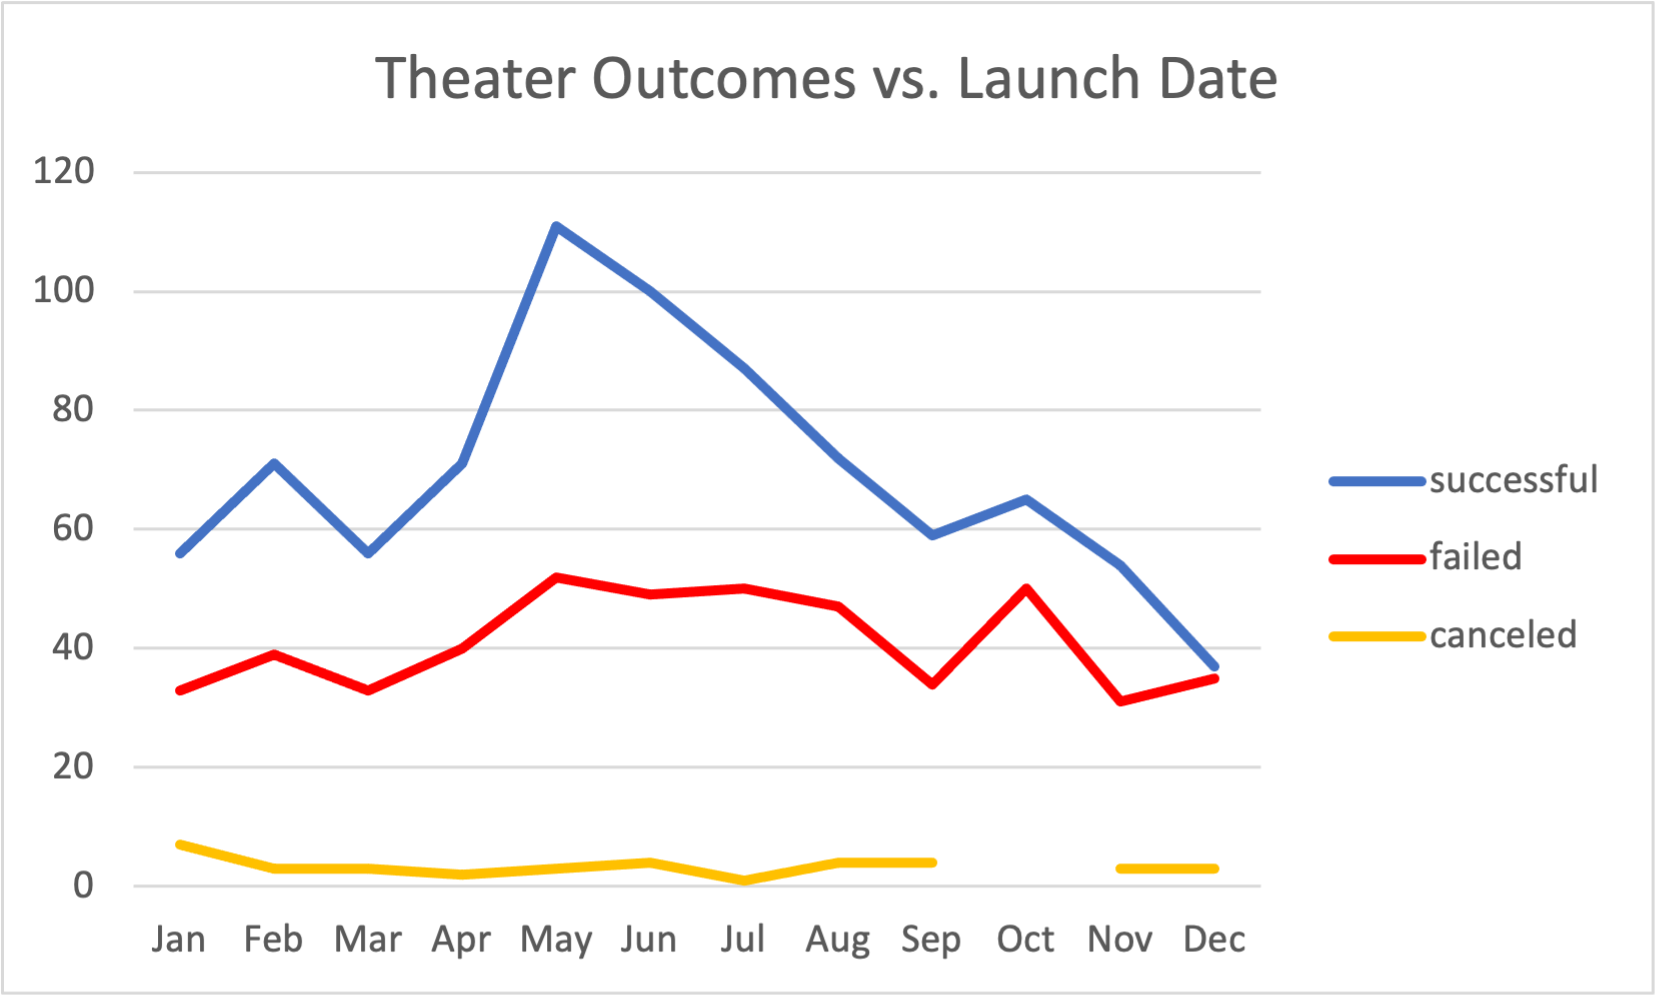 Theater Outcomes vs. Launch Date
120
100
80
60
40
20
0
Jan Feb Mar Apr May Jun Jul Aug Sep Oct Nov Dec
successful
failed
canceled